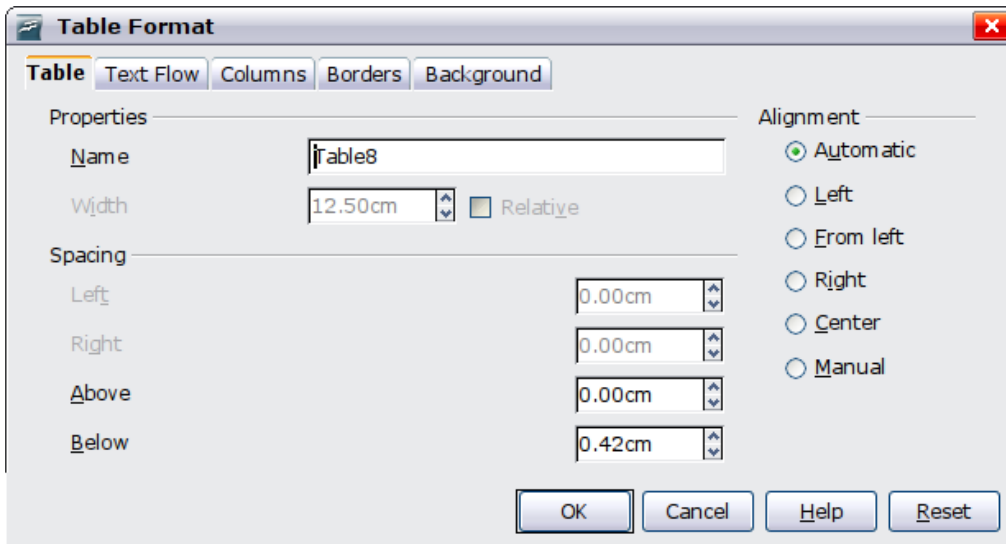 Table Format
Table Text Flow Columns Borders Background
Properties
Name Table8
Width 12.50cm Relative
Spacing
Left 0.00cm
Right 0.00cm
Above 0.00cm
Below 0.42cm
Alignment
Automatic
Left
From left
Right
Center
Manual
OK Cancel Help Reset